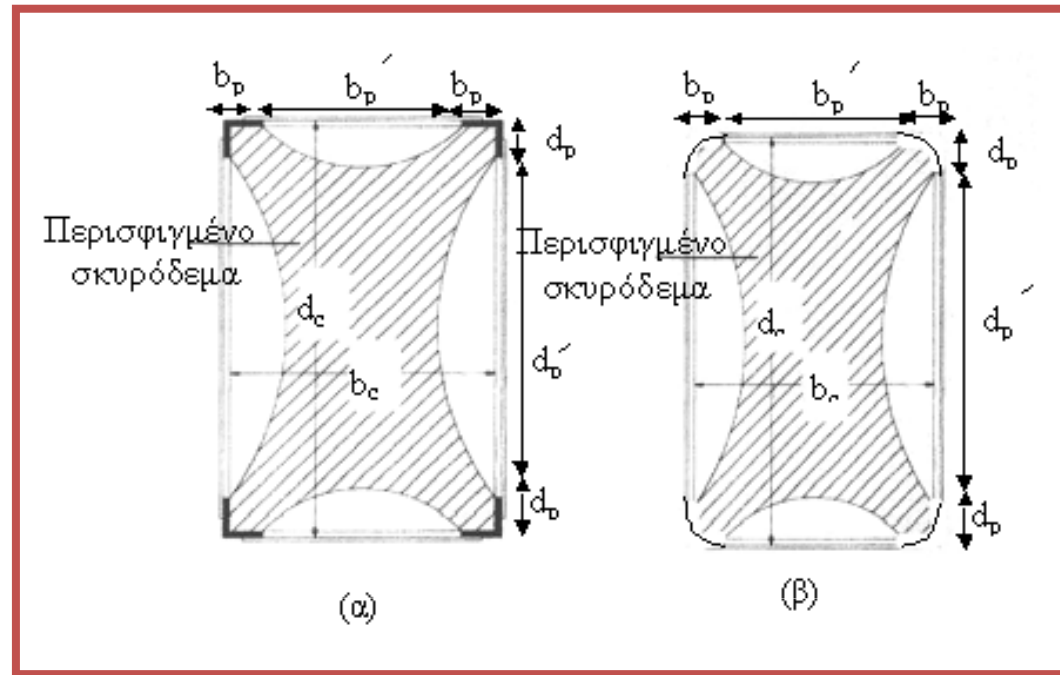 b_p b_p′ b_p
d_p
Περισφιγμένο
σκυρόδεμα
d_c
d_p′
b_c
d_p
(α)
b_p b_p′ b_p
d_p
Περισφιγμένο
σκυρόδεμα
d_c
d_p′
b_c
d_p
(β)